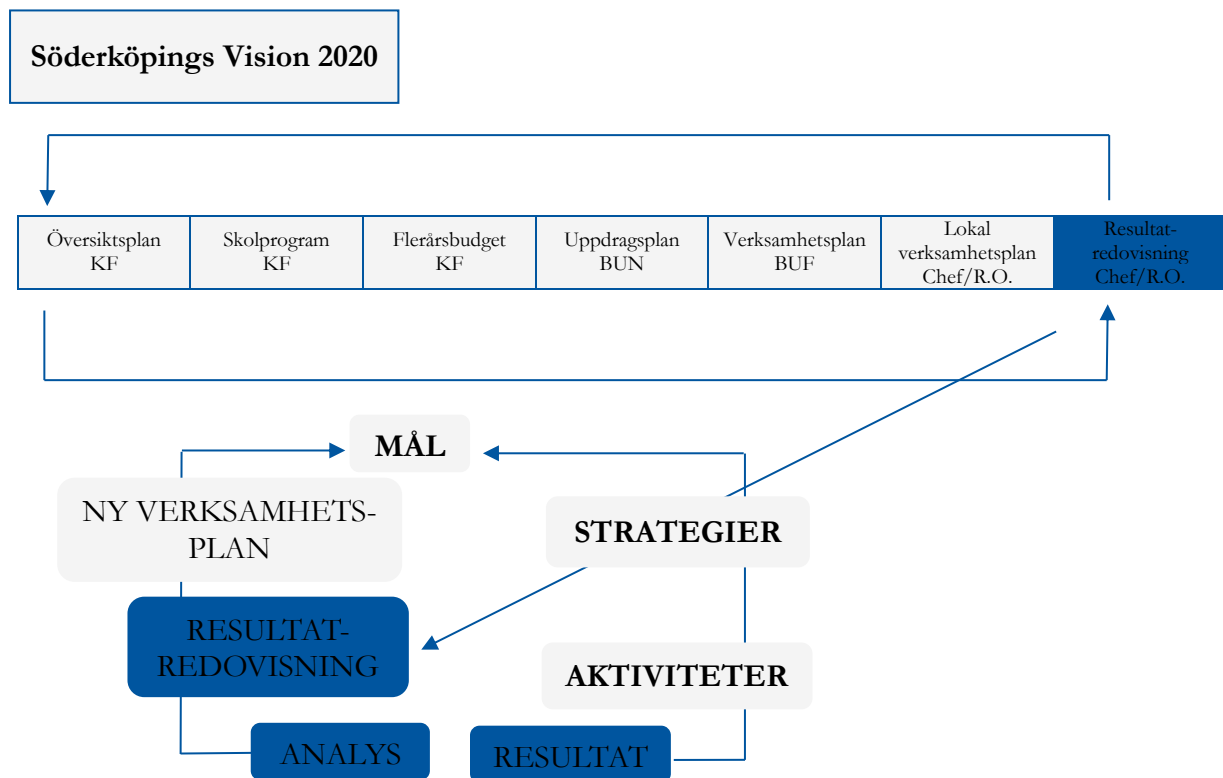 Söderköpings Vision 2020
Översiktsplan
KF
Skolprogram
KF
Flerårsbudget
KF
Uppdragsplan
BUN
Verksamhetsplan
BUF
Lokal
verksamhetsplan
Chef/R.O.
Resultat-
redovisning
Chef/R.O.
MÅL
NY VERKSAMHETS-
PLAN
STRATEGIER
RESULTAT-
REDOVISNING
AKTIVITETER
ANALYS
RESULTAT